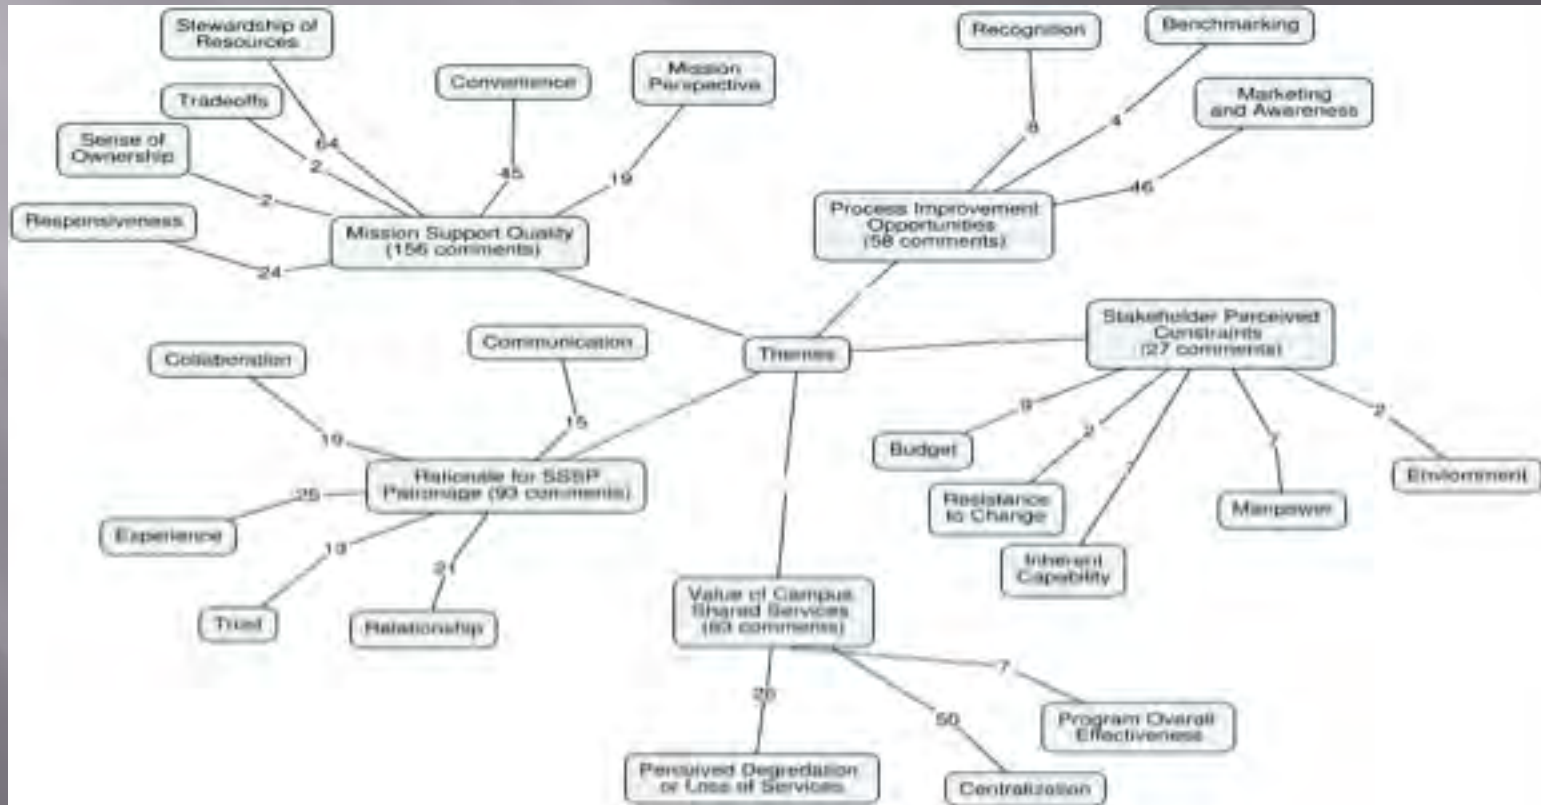 Stewardship of
Resources
Tradeoffs
Sense of
Ownership
Responsiveness
Convenience
Mission
Perspective
64
2
2
24
45
19
Mission Support Quality
(156 comments)
Recognition
Benchmarking
Marketing
and Awareness
8
4
46
Process Improvement
Opportunities
(58 comments)
Themes
Stakeholder Perceived
Constraints
(27 comments)
9
2
7
7
2
Budget
Resistance
to Change
Inherent
Capability
Manpower
Enviornment
Collaboration
Communication
19
15
Rationale for SSSP
Patronage (93 comments)
25
13
21
Experience
Trust
Relationship
Value of Campus
Shared Services
(83 comments)
26
50
7
Perceived Degredation
or Loss of Services
Centralization
Program Overall
Effectiveness